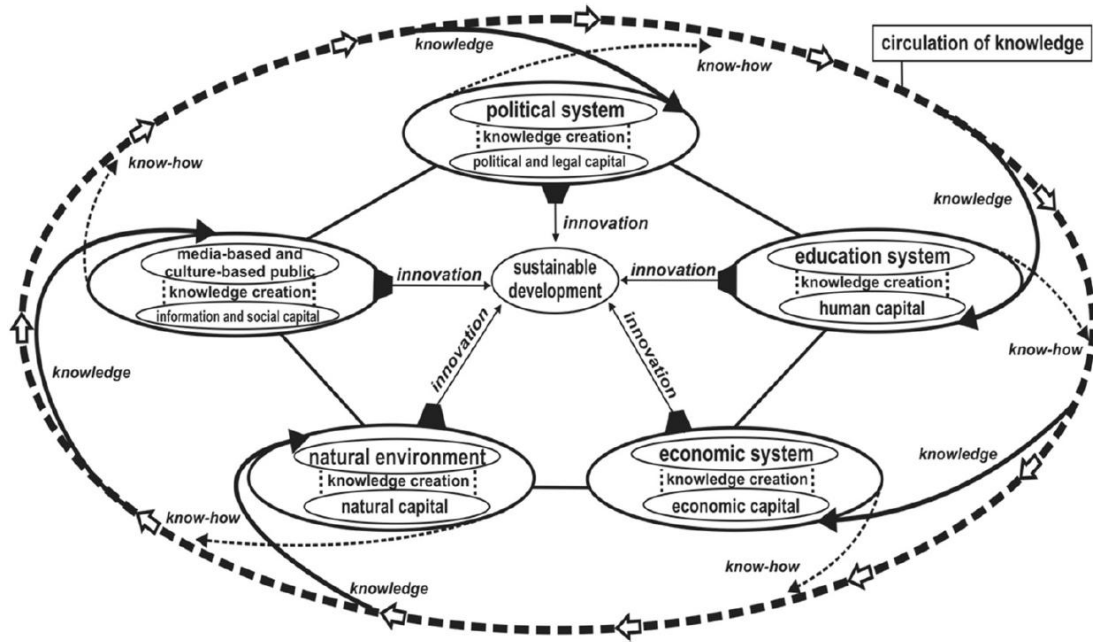 knowledge
know-how
circulation of knowledge
political system
knowledge creation
political and legal capital
know-how
knowledge
innovation
media-based and
culture-based public
knowledge creation
information and social capital
innovation
sustainable
development
innovation
education system
knowledge creation
human capital
know-how
knowledge
innovation
innovation
knowledge
natural environment
knowledge creation
natural capital
economic system
knowledge creation
economic capital
know-how
know-how
knowledge